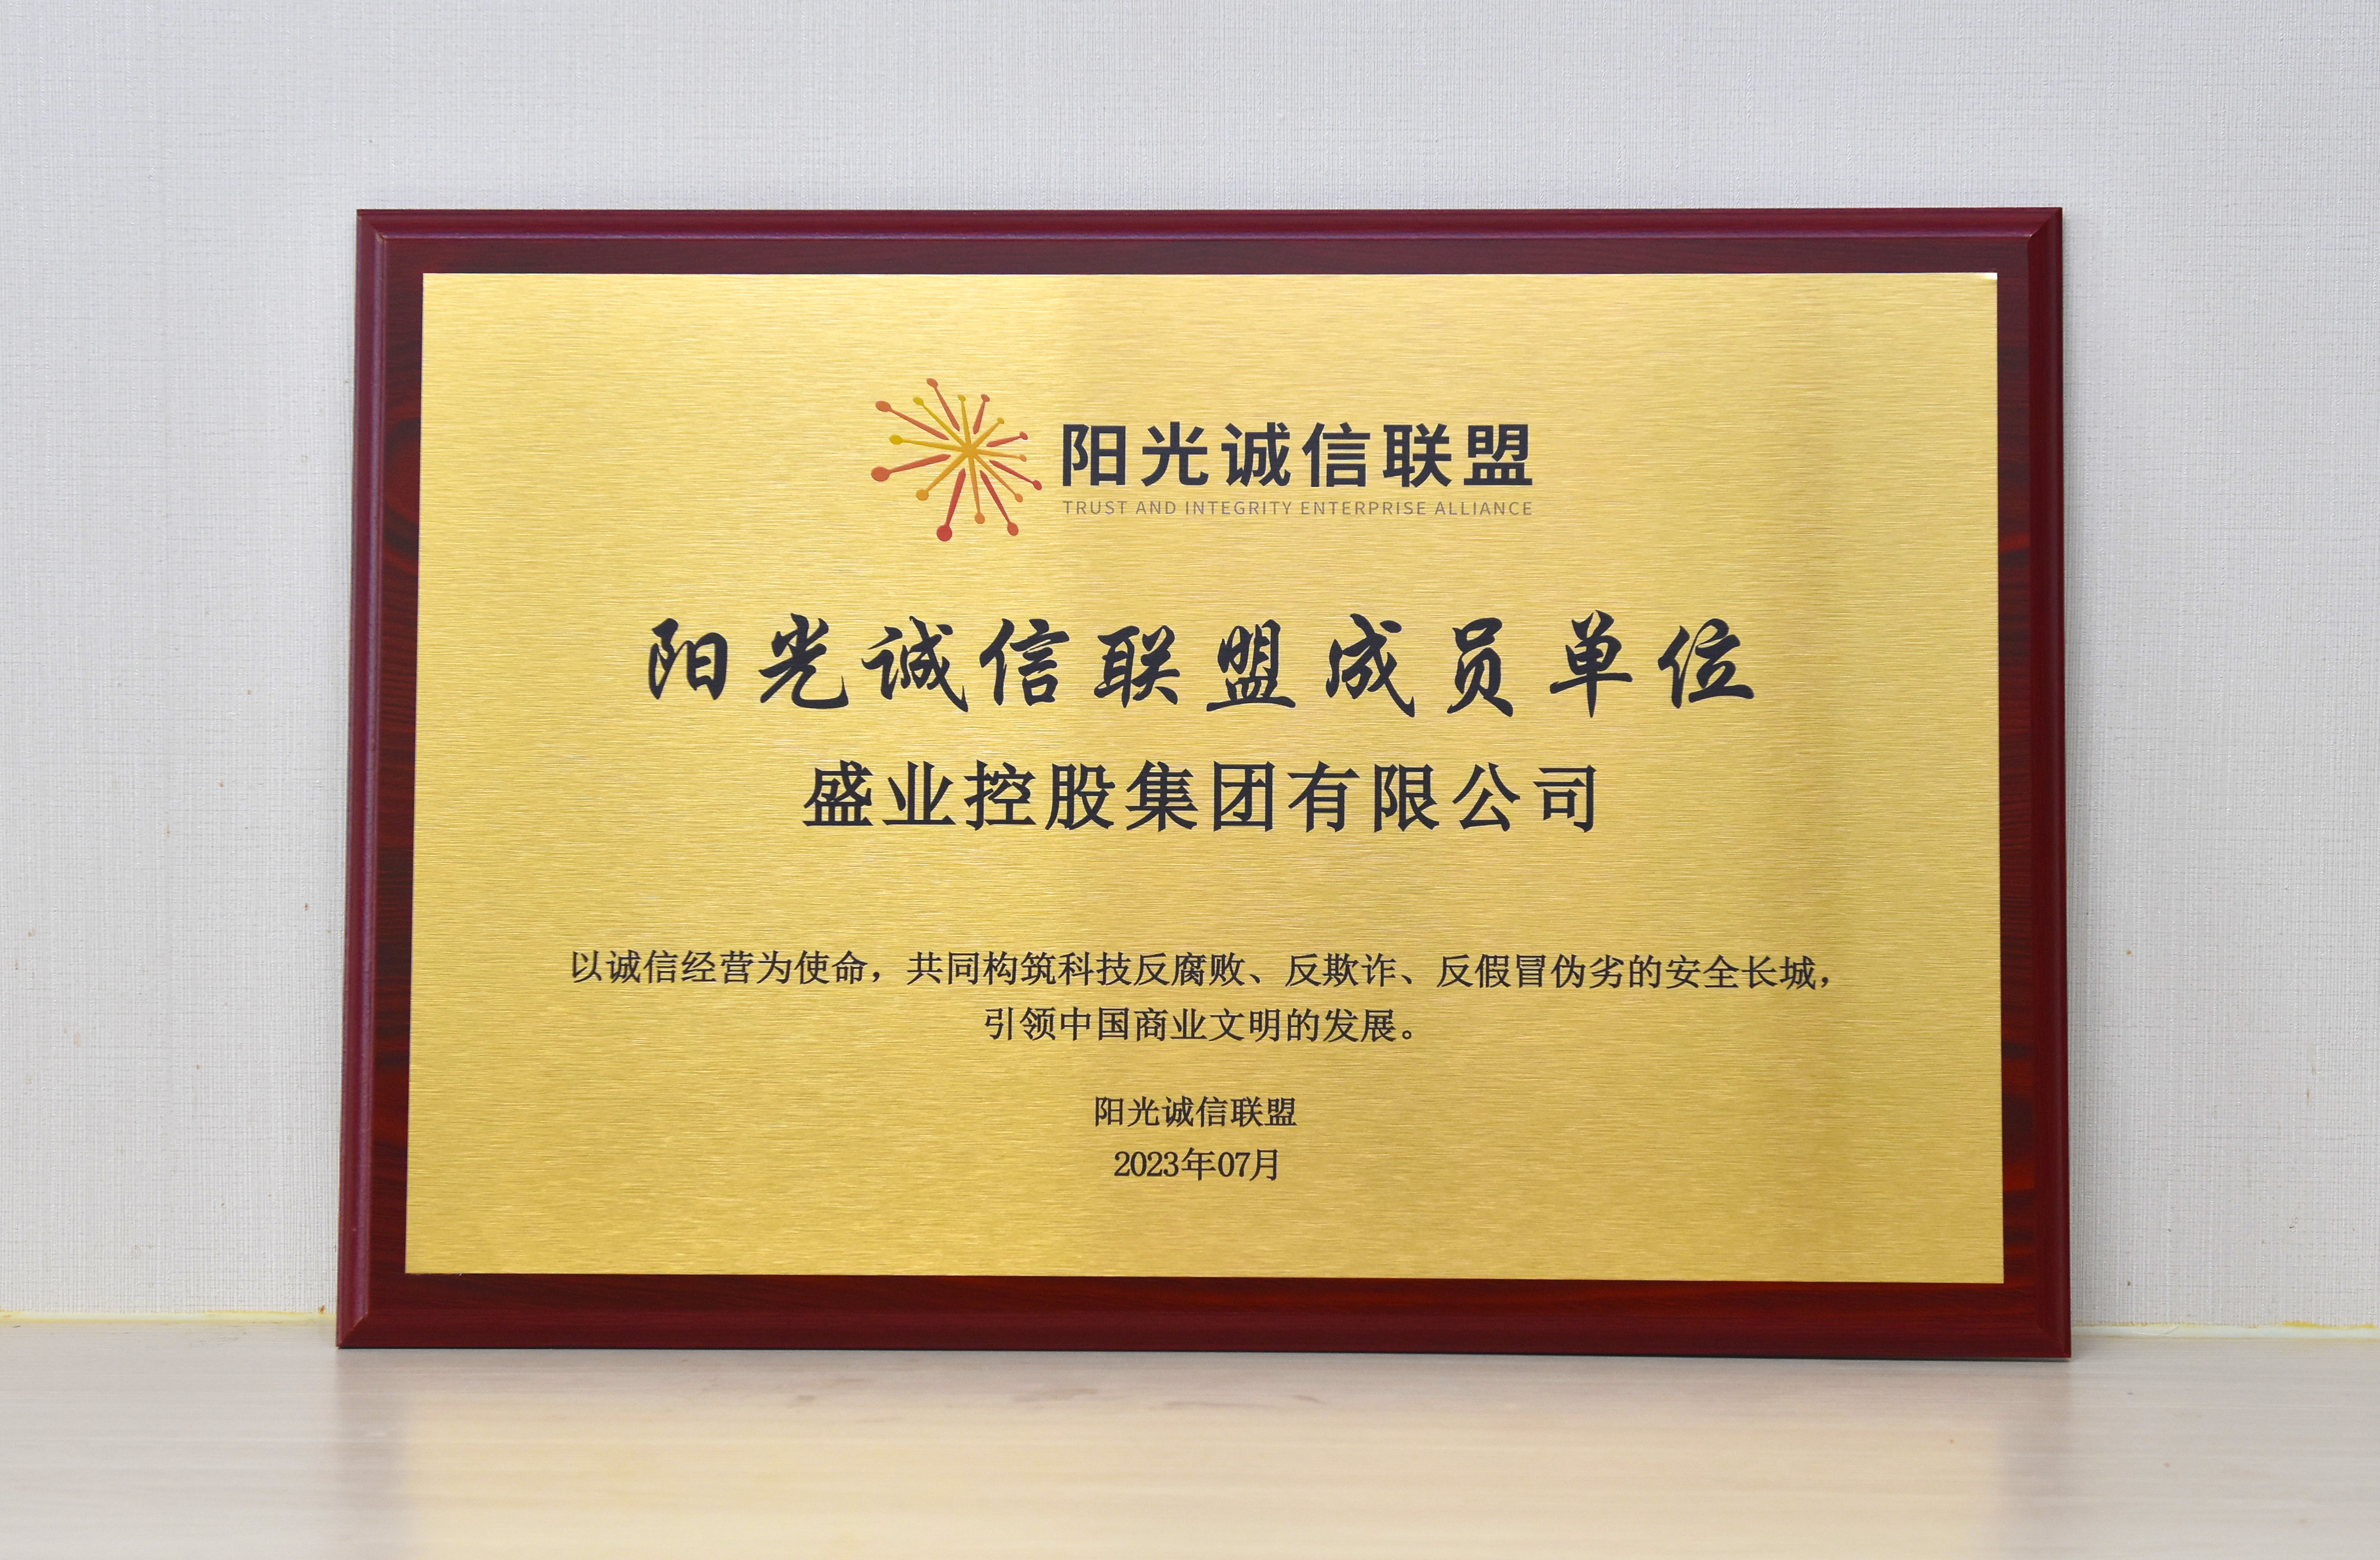 阳光诚信联盟
TRUST AND INTEGRITY ENTERPRISE ALLIANCE
阳光诚信联盟成员单位
盛业控股集团有限公司
以诚信经营为使命，共同构筑科技反腐败、反欺诈、反假冒伪劣的安全长城，
引领中国商业文明的发展。
阳光诚信联盟
2023年07月